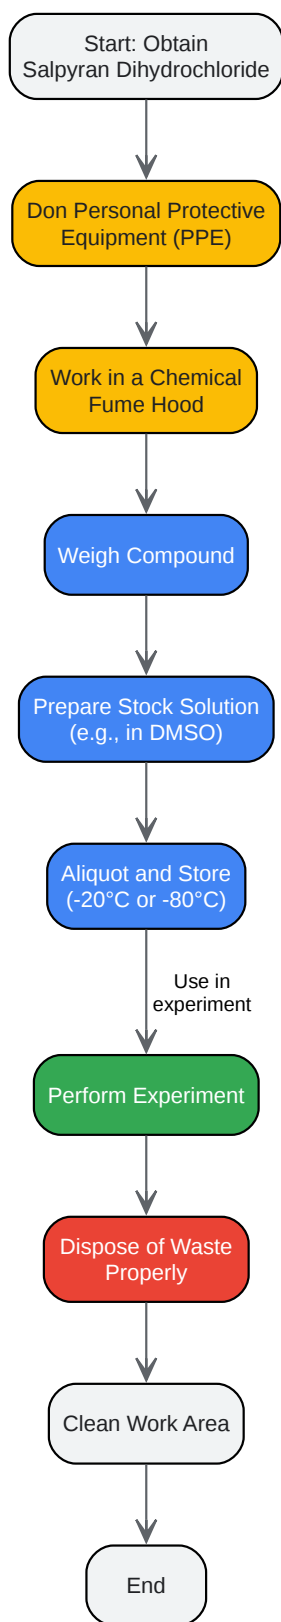 Start: Obtain
Salpyran Dihydrochloride
Don Personal Protective
Equipment (PPE)
Work in a Chemical
Fume Hood
Weigh Compound
Prepare Stock Solution
(e.g., in DMSO)
Aliquot and Store
(-20°C or -80°C)
Use in
experiment
Perform Experiment
Dispose of Waste
Properly
Clean Work Area
End